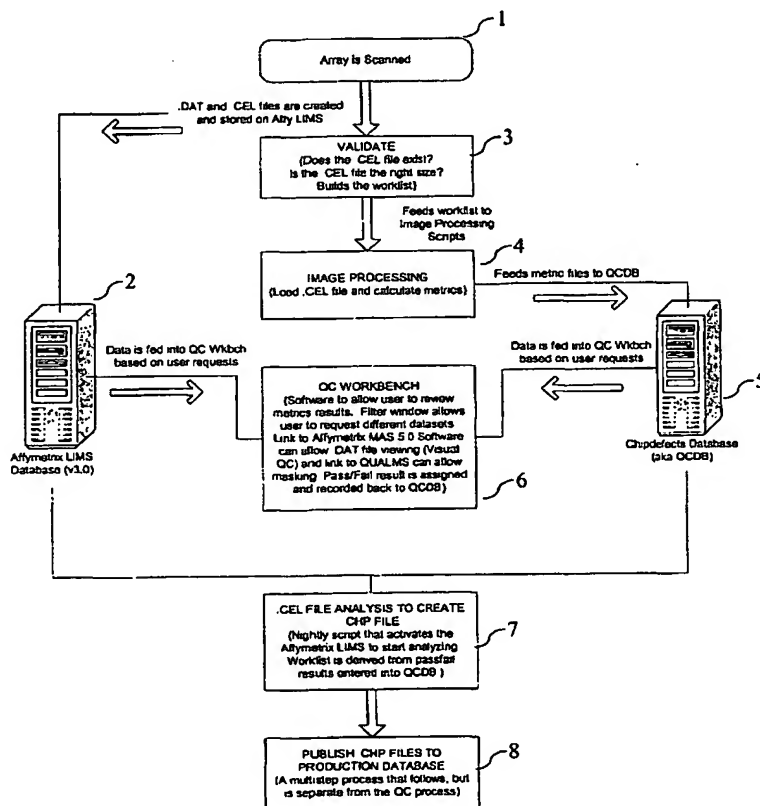 1
Array is Scanned
.DAT and CEL files are created
and stored on Affy LIMS
3
VALIDATE
(Does the CEL file exist?
Is the CEL file the right size?
Builds the worklist)
Feeds worklist to
Image Processing
Scripts
4
IMAGE PROCESSING
(Load .CEL file and calculate metrics)
Feeds metric files to QCDB
2
Data is fed into QC Wkbch
based on user requests
Affymetrix LIMS
Database (v3.0)
Data is fed into QC Wkbch
based on user requests
5
Chipdefects Database
(aka QCDB)
QC WORKBENCH
(Software to allow user to review
metrics results. Filter window allows
user to request different datasets
Link to Affymetrix MAS 5.0 Software
can allow DAT file viewing (Visual
QC) and link to QUALMS can allow
masking Pass/Fail result is assigned
and recorded back to QCDB)
6
.CEL FILE ANALYSIS TO CREATE
CHP FILE
(Nightly script that activates the
Affymetrix LIMS to start analyzing
Worklist is derived from passfail
results entered into QCDB )
7
PUBLISH CHP FILES TO
PRODUCTION DATABASE
(A multistep process that follows, but
is separate from the QC process)
8